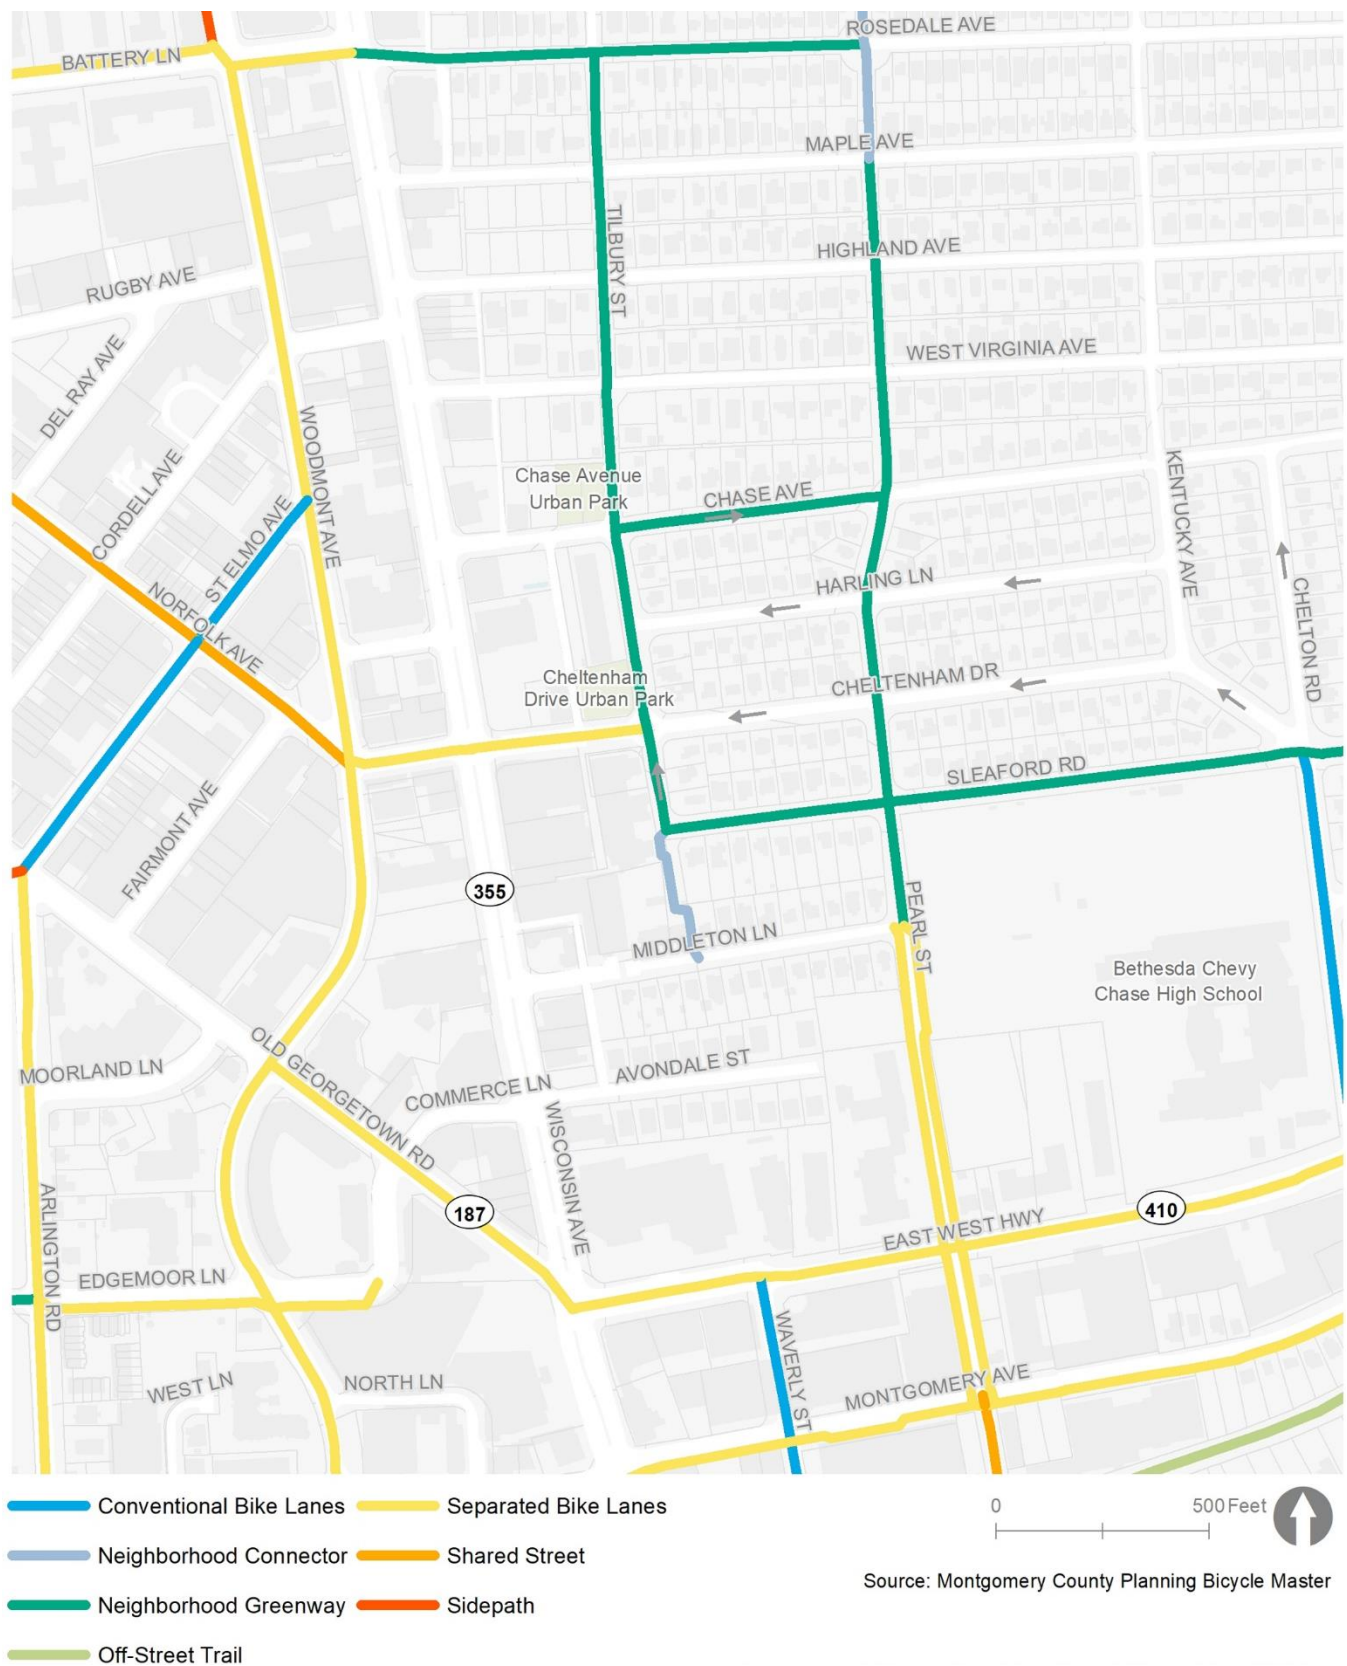 ROSEDALE AVE
BATTERY LN
MAPLE AVE
TILBURY ST
HIGHLAND AVE
RUGBY AVE
DEL RAY AVE
WEST VIRGINIA AVE
WOODMONT AVE
CORDELL AVE
ST ELMO AVE
Chase Avenue
Urban Park
CHASE AVE
KENTUCKY AVE
NORFOLK AVE
HARLING LN
CHELTON RD
Cheltenham
Drive Urban Park
CHELTENHAM DR
SLEAFORD RD
FAIRMONT AVE
355
PEARL ST
MIDDLETON LN
Bethesda Chevy
Chase High School
OLD GEORGETOWN RD
MOORLAND LN
AVONDALE ST
COMMERCE LN
WISCONSIN AVE
ARLINGTON RD
187
410
EAST WEST HWY
EDGEMOOR LN
WAVERLY ST
WEST LN
NORTH LN
MONTGOMERY AVE
Conventional Bike Lanes
Separated Bike Lanes
Neighborhood Connector
Shared Street
Neighborhood Greenway
Sidepath
Off-Street Trail
0 500 Feet
Source: Montgomery County Planning Bicycle Master